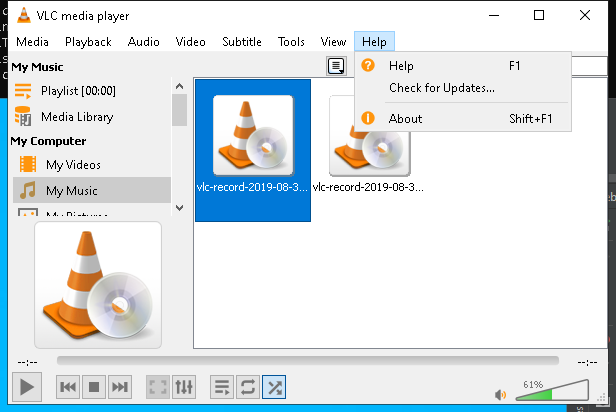 VLC media player
Media Playback Audio Video Subtitle Tools View Help
My Music
Playlist [00:00]
Media Library
My Computer
My Videos
My Music
My Pictures
Help F1
Check for Updates...
About Shift+F1
vlc-record-2019-08-3... vlc-record-2019-08-3...
--:-- --:--
61%